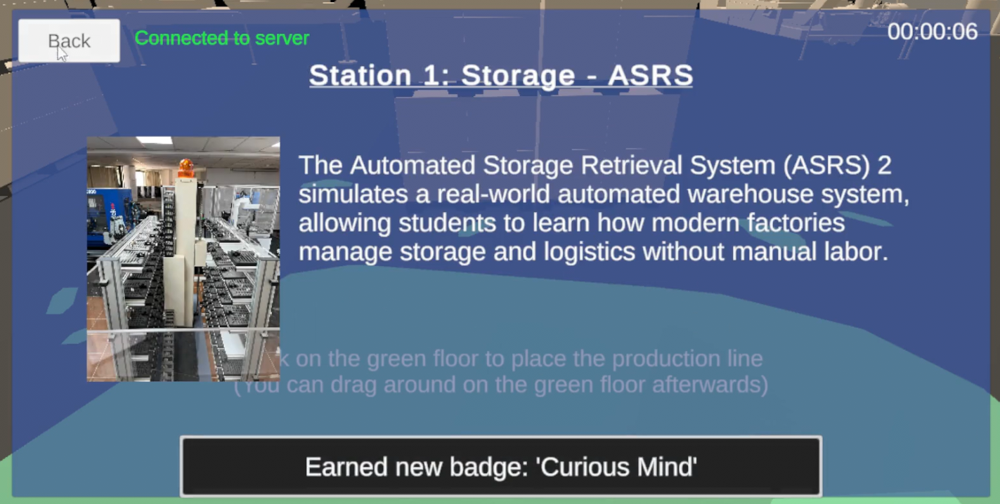 Back
Connected to server
00:00:06
Station 1: Storage - ASRS
The Automated Storage Retrieval System (ASRS) 2
simulates a real-world automated warehouse system,
allowing students to learn how modern factories
manage storage and logistics without manual labor.
on the green floor to place the production line
(You can drag around on the green floor afterwards)
Earned new badge: 'Curious Mind'